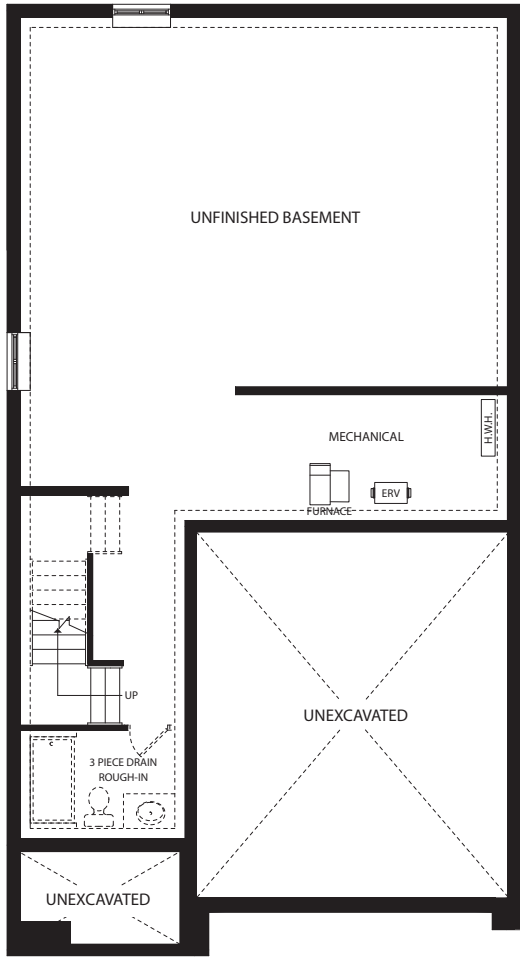 UNFINISHED BASEMENT
MECHANICAL
H.W.H.
ERV
FURNACE
UP
UNEXCAVATED
3 PIECE DRAIN
ROUGH-IN
UNEXCAVATED